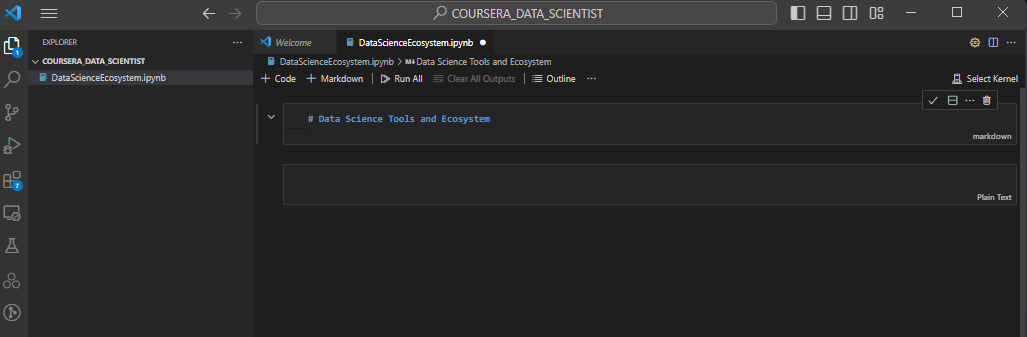 COURSERA_DATA_SCIENTIST
EXPLORER
COURSERA_DATA_SCIENTIST
DataScienceEcosystem.ipynb
1
7
Welcome
DataScienceEcosystem.ipynb
DataScienceEcosystem.ipynb > M↓ Data Science Tools and Ecosystem
+ Code + Markdown Run All Clear All Outputs Outline ...
Select Kernel
# Data Science Tools and Ecosystem
markdown
Plain Text